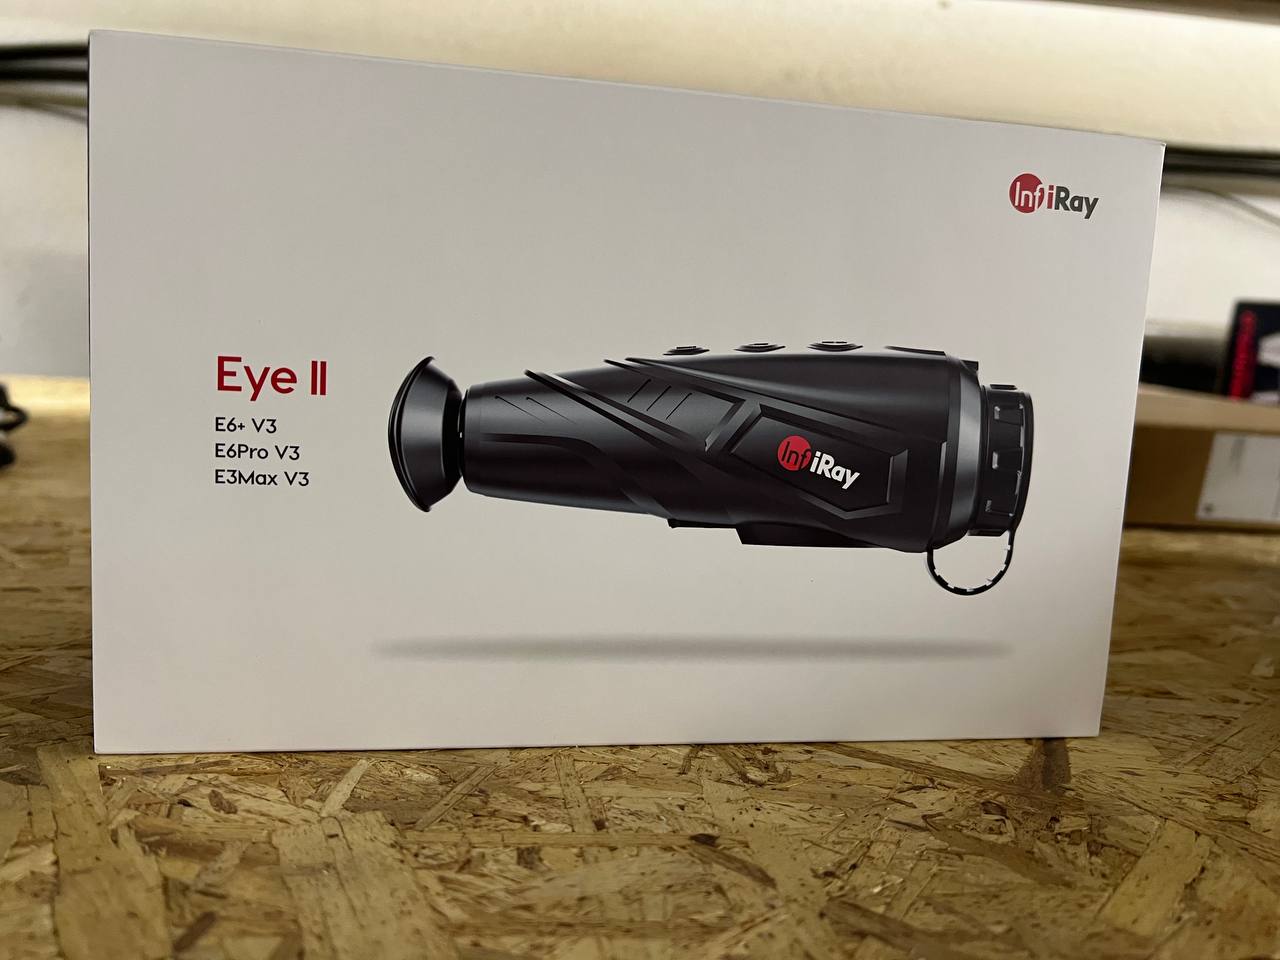 InfiRay
Eye II
E6+ V3
E6Pro V3
E3Max V3
InfiRay